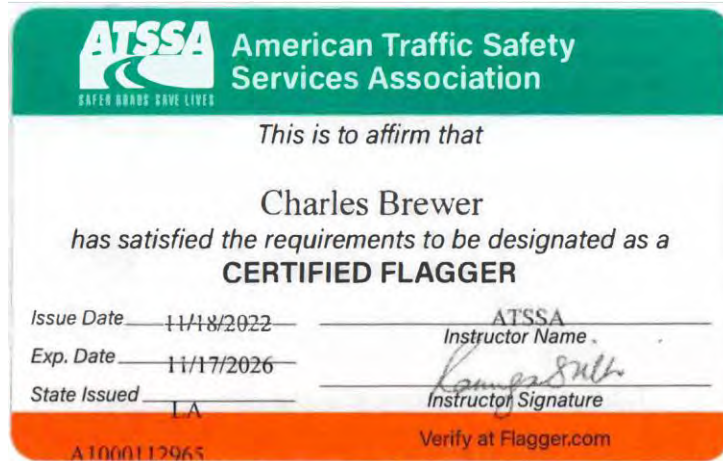 ATSSA
SAFER ROADS SAVE LIVES
American Traffic Safety
Services Association
This is to affirm that
Charles Brewer
has satisfied the requirements to be designated as a
CERTIFIED FLAGGER
Issue Date 11/18/2022
ATSSA
Instructor Name
Exp. Date 11/17/2026
State Issued LA
Instructor Signature
Verify at Flagger.com
A1000112965